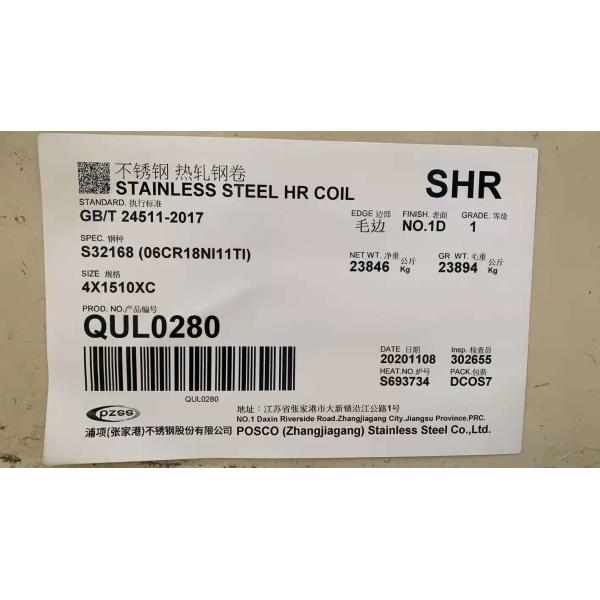 不锈钢 热轧钢卷
STAINLESS STEEL HR COIL
SHR
STANDARD. 执行标准
GB/T 24511-2017
EDGE 边部 FINISH. 表面 GRADE. 等级
毛边 NO.1D 1
SPEC. 钢种
S32168 (06CR18NI11TI)
NET WT. 净重 公斤 GR WT. 毛重 公斤
23846 Kg 23894 Kg
SIZE 规格
4X1510XC
PROD. NO.产品编号
QUL0280
DATE 日期 Insp. 检查员
20201108 302655
HEAT.NO.炉号 PACK.包装
S693734 DCOS7
QUL0280
pzss
地址：江苏省张家港市大新镇沿江公路1号
NO.1 Daxin Riverside Road.Zhangjiagang City.Jiangsu Province.PRC.
浦项(张家港)不锈钢股份有限公司 POSCO (Zhangjiagang) Stainless Steel Co.,Ltd.